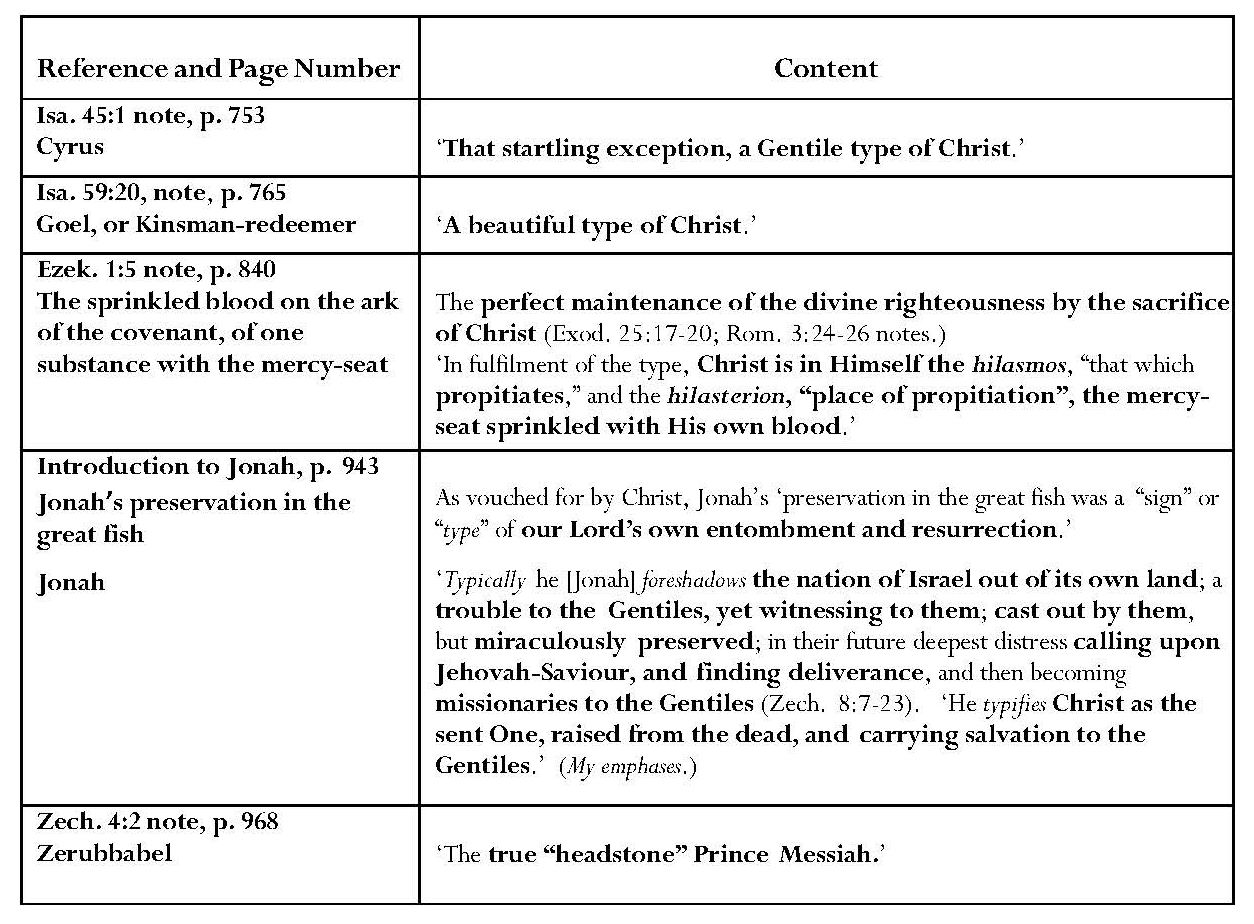 Reference and Page Number
Content
Isa. 45:1 note, p. 753
Cyrus
‘That startling exception, a Gentile type of Christ.’
Isa. 59:20, note, p. 765
Goel, or Kinsman-redeemer
‘A beautiful type of Christ.’
Ezek. 1:5 note, p. 840
The sprinkled blood on the ark
of the covenant, of one
substance with the mercy-seat
The perfect maintenance of the divine righteousness by the sacrifice
of Christ (Exod. 25:17-20; Rom. 3:24-26 notes.)
‘In fulfilment of the type, Christ is in Himself the hilasmos, “that which
propitiates,” and the hilasterion, “place of propitiation”, the mercy-
seat sprinkled with His own blood.’
Introduction to Jonah, p. 943
Jonah’s preservation in the
great fish
As vouched for by Christ, Jonah’s ‘preservation in the great fish was a “sign” or
“type” of our Lord’s own entombment and resurrection.’
Jonah
‘Typically he [Jonah] foreshadows the nation of Israel out of its own land; a
trouble to the Gentiles, yet witnessing to them; cast out by them,
but miraculously preserved; in their future deepest distress calling upon
Jehovah-Saviour, and finding deliverance, and then becoming
missionaries to the Gentiles (Zech. 8:7-23). ‘He typifies Christ as the
sent One, raised from the dead, and carrying salvation to the
Gentiles.’ (My emphases.)
Zech. 4:2 note, p. 968
Zerubbabel
‘The true “headstone” Prince Messiah.’